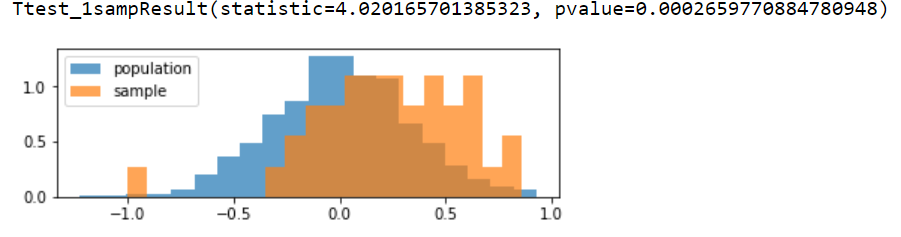 Ttest_1sampResult(statistic=4.020165701385323, pvalue=0.0002659770884780948)
population
sample
1.0
0.5
0.0
−1.0 −0.5 0.0 0.5 1.0